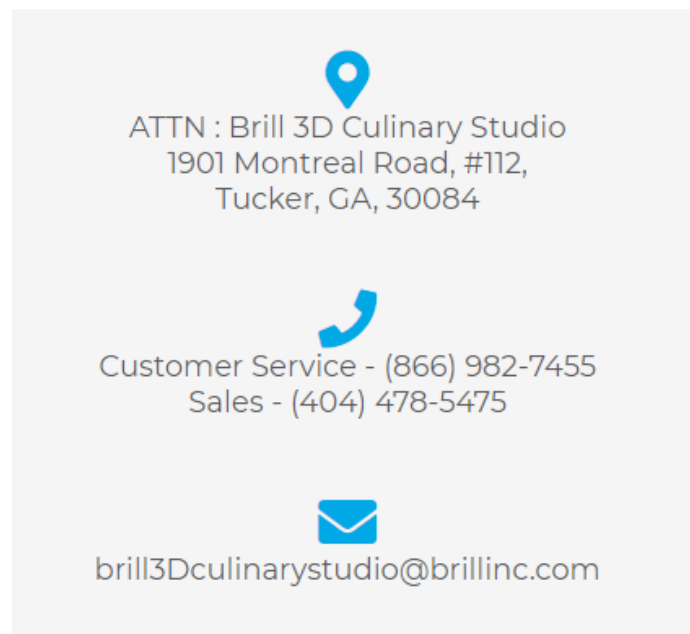 ATTN : Brill 3D Culinary Studio
1901 Montreal Road, #112,
Tucker, GA, 30084
Customer Service - (866) 982-7455
Sales - (404) 478-5475
brill3Dculinarystudio@brillinc.com